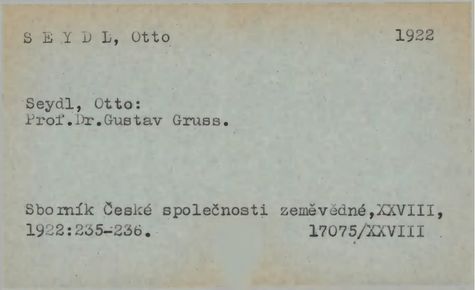 S E Y D L, Otto 1922
Seydl, Otto:
Prof.Dr.Gustav Gruss.
Sborník České společnosti zeměvědné,XXVIII,
1922:235-236. 17075/XXVIII